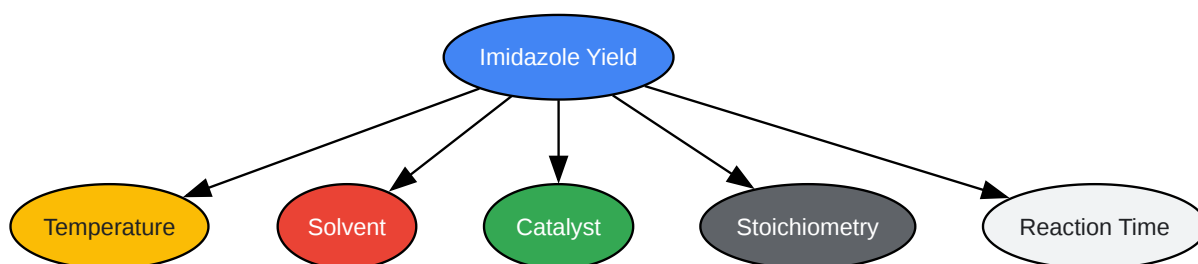 Imidazole Yield
Temperature
Solvent
Catalyst
Stoichiometry
Reaction Time